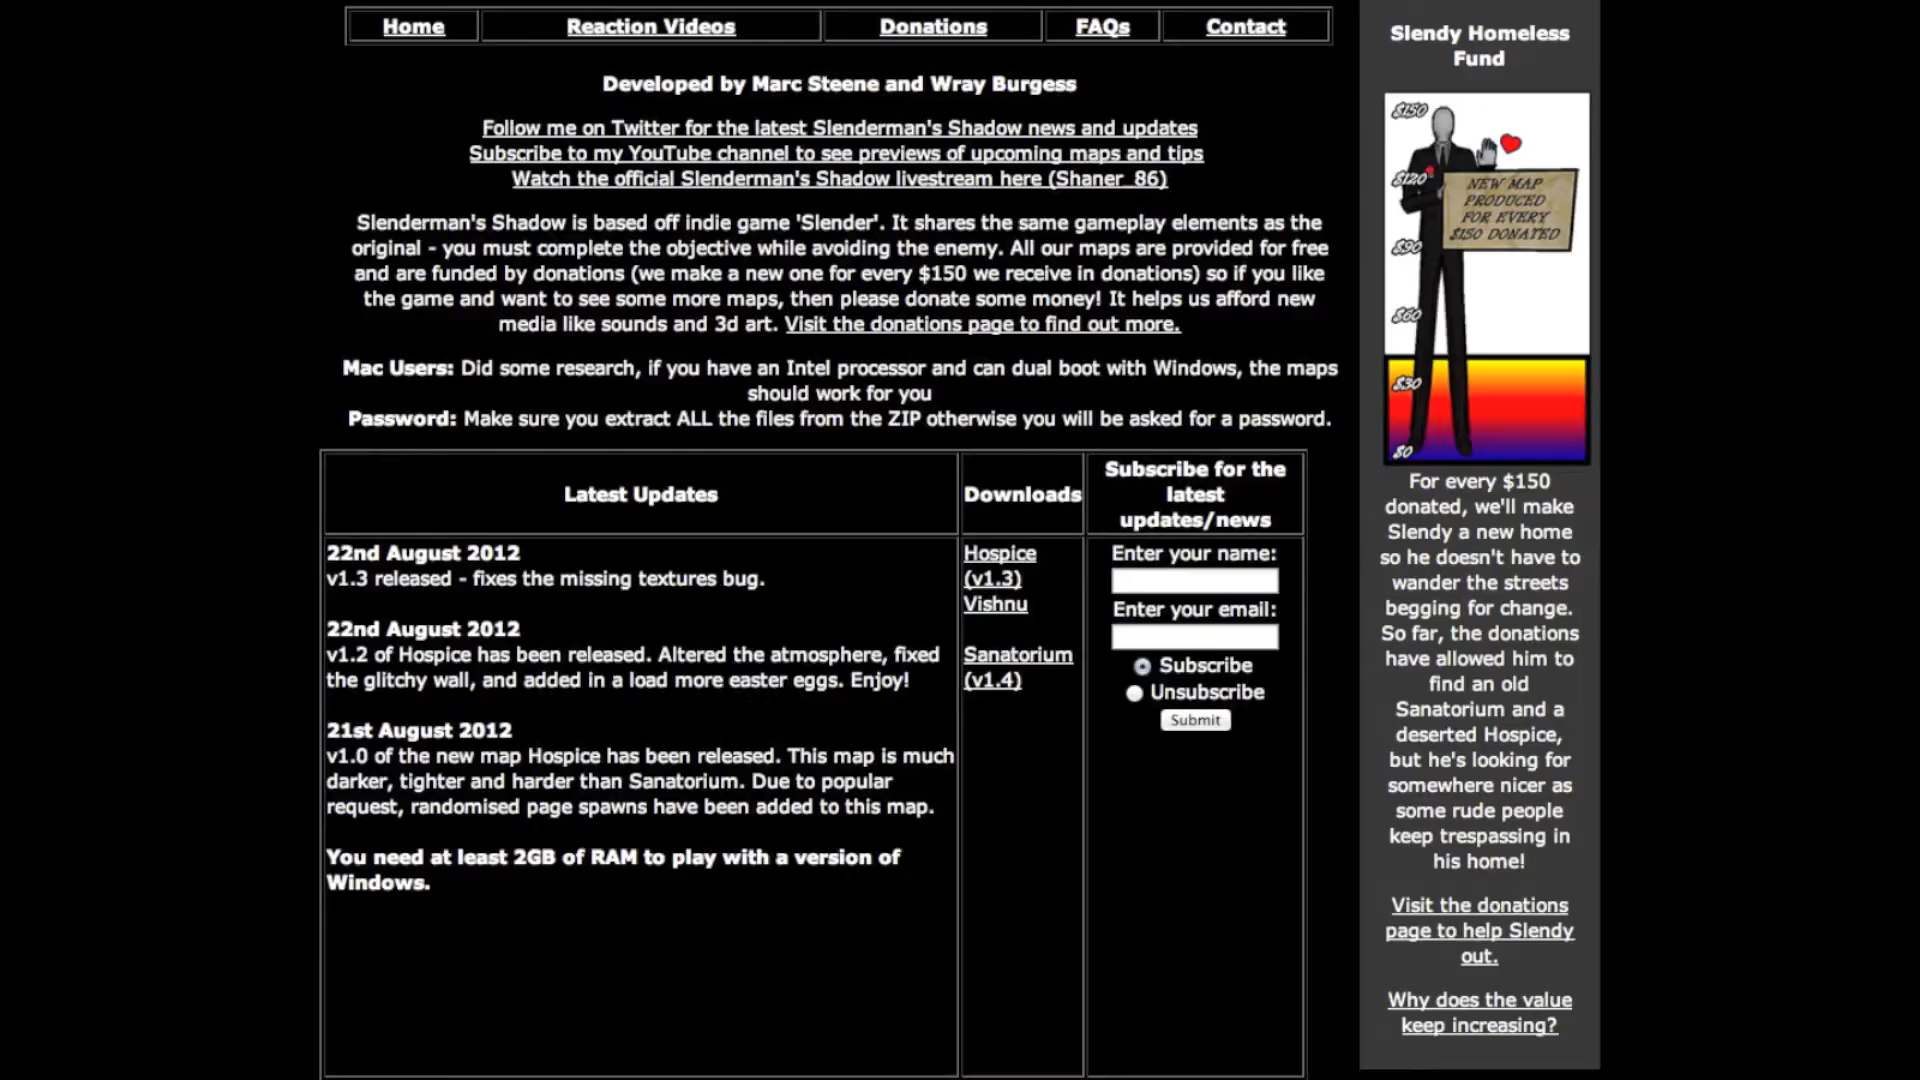 Home Reaction Videos Donations FAQs Contact
Developed by Marc Steene and Wray Burgess
Follow me on Twitter for the latest Slenderman's Shadow news and updates
Subscribe to my YouTube channel to see previews of upcoming maps and tips
Watch the official Slenderman's Shadow livestream here (Shaner_86)
Slenderman's Shadow is based off indie game 'Slender'. It shares the same gameplay elements as the
original - you must complete the objective while avoiding the enemy. All our maps are provided for free
and are funded by donations (we make a new one for every $150 we receive in donations) so if you like
the game and want to see some more maps, then please donate some money! It helps us afford new
media like sounds and 3d art. Visit the donations page to find out more.
Mac Users: Did some research, if you have an Intel processor and can dual boot with Windows, the maps
should work for you
Password: Make sure you extract ALL the files from the ZIP otherwise you will be asked for a password.
Latest Updates
22nd August 2012
v1.3 released - fixes the missing textures bug.
22nd August 2012
v1.2 of Hospice has been released. Altered the atmosphere, fixed
the glitchy wall, and added in a load more easter eggs. Enjoy!
21st August 2012
v1.0 of the new map Hospice has been released. This map is much
darker, tighter and harder than Sanatorium. Due to popular
request, randomised page spawns have been added to this map.
You need at least 2GB of RAM to play with a version of
Windows.
Downloads
Hospice
(v1.3)
Vishnu
Sanatorium
(v1.4)
Subscribe for the
latest
updates/news
Enter your name:
Enter your email:
Subscribe
Unsubscribe
Submit
Slendy Homeless
Fund
$150
$120
$90
$60
$30
$0
NEW MAP
PRODUCED
FOR EVERY
$150 DONATED
For every $150
donated, we'll make
Slendy a new home
so he doesn't have to
wander the streets
begging for change.
So far, the donations
have allowed him to
find an old
Sanatorium and a
deserted Hospice,
but he's looking for
somewhere nicer as
some rude people
keep trespassing in
his home!
Visit the donations
page to help Slendy
out.
Why does the value
keep increasing?